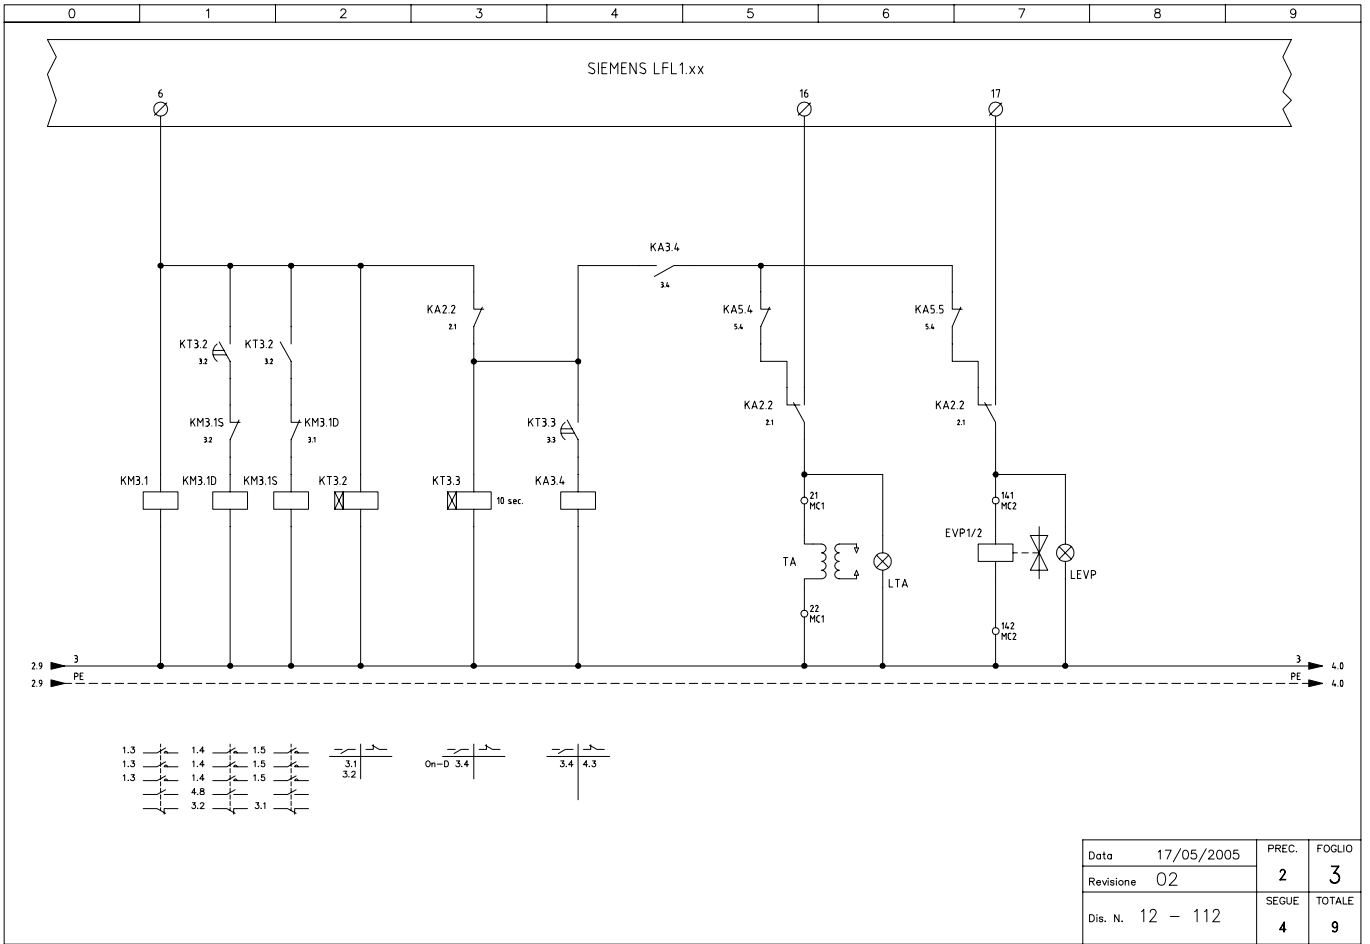 0 1 2 3 4 5 6 7 8 9
SIEMENS LFL1.xx
6 16 17
KA3.4
3.4
KA2.2 KA5.4 KA5.5
2.1 5.4 5.4
KT3.2 KT3.2
3.2 3.2
KA2.2 KA2.2
2.1 2.1
KM3.1S KM3.1D KT3.3
3.2 3.1 3.3
KM3.1 KM3.1D KM3.1S KT3.2 KT3.3 KA3.4
10 sec.
21 141
MC1 MC2
EVP1/2
TA LTA LEVP
22 142
MC1 MC2
2.9 3 3 4.0
2.9 PE PE 4.0
1.3 1.4 1.5
1.3 1.4 1.5 3.1 On-D 3.4 3.4 4.3
1.3 1.4 1.5 3.2
4.8
3.2 3.1
Data 17/05/2005 PREC. FOGLIO
Revisione 02 2 3
Dis. N. 12 - 112 SEGUE TOTALE
4 9